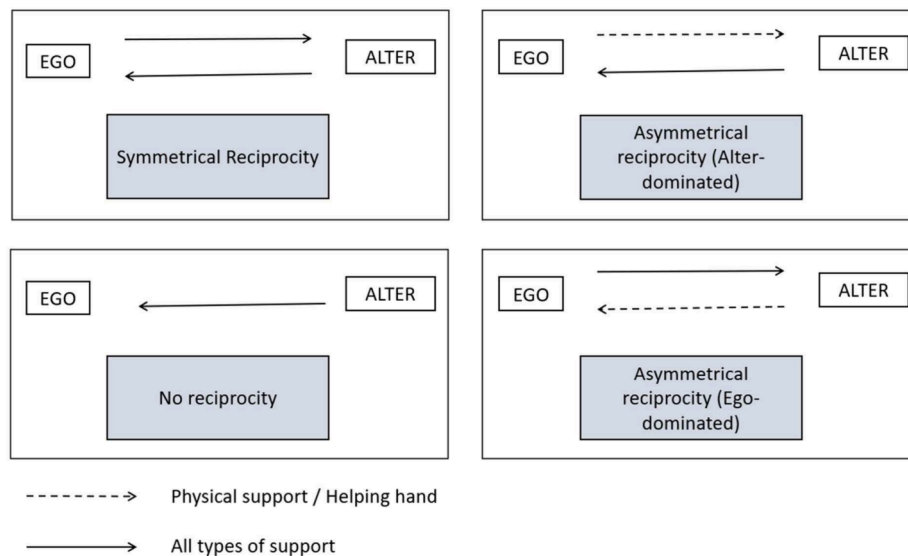 EGO
ALTER
Symmetrical Reciprocity
EGO
ALTER
Asymmetrical
reciprocity (Alter-
dominated)
EGO
ALTER
No reciprocity
EGO
ALTER
Asymmetrical
reciprocity (Ego-
dominated)
Physical support / Helping hand
All types of support